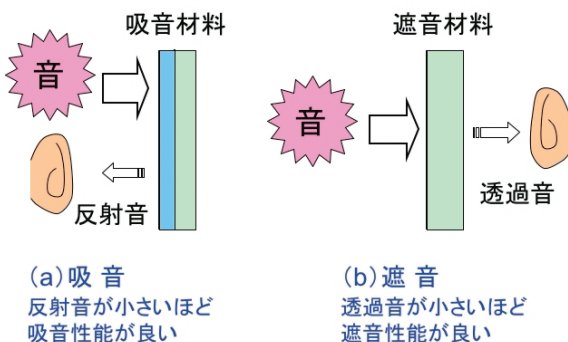 吸音材料
音
反射音
(a)吸 音
反射音が小さいほど
吸音性能が良い
遮音材料
音
透過音
(b)遮 音
透過音が小さいほど
遮音性能が良い